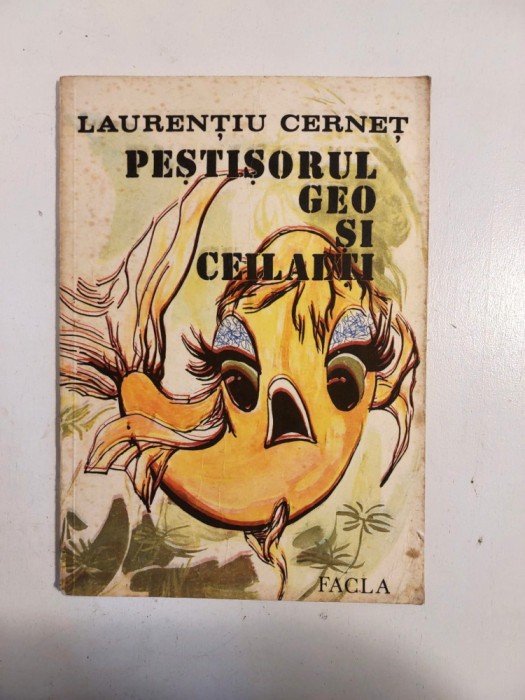 LAURENȚIU CERNEȚ
PEȘTIȘORUL
GEO
ȘI
CEILALȚI
FACLA